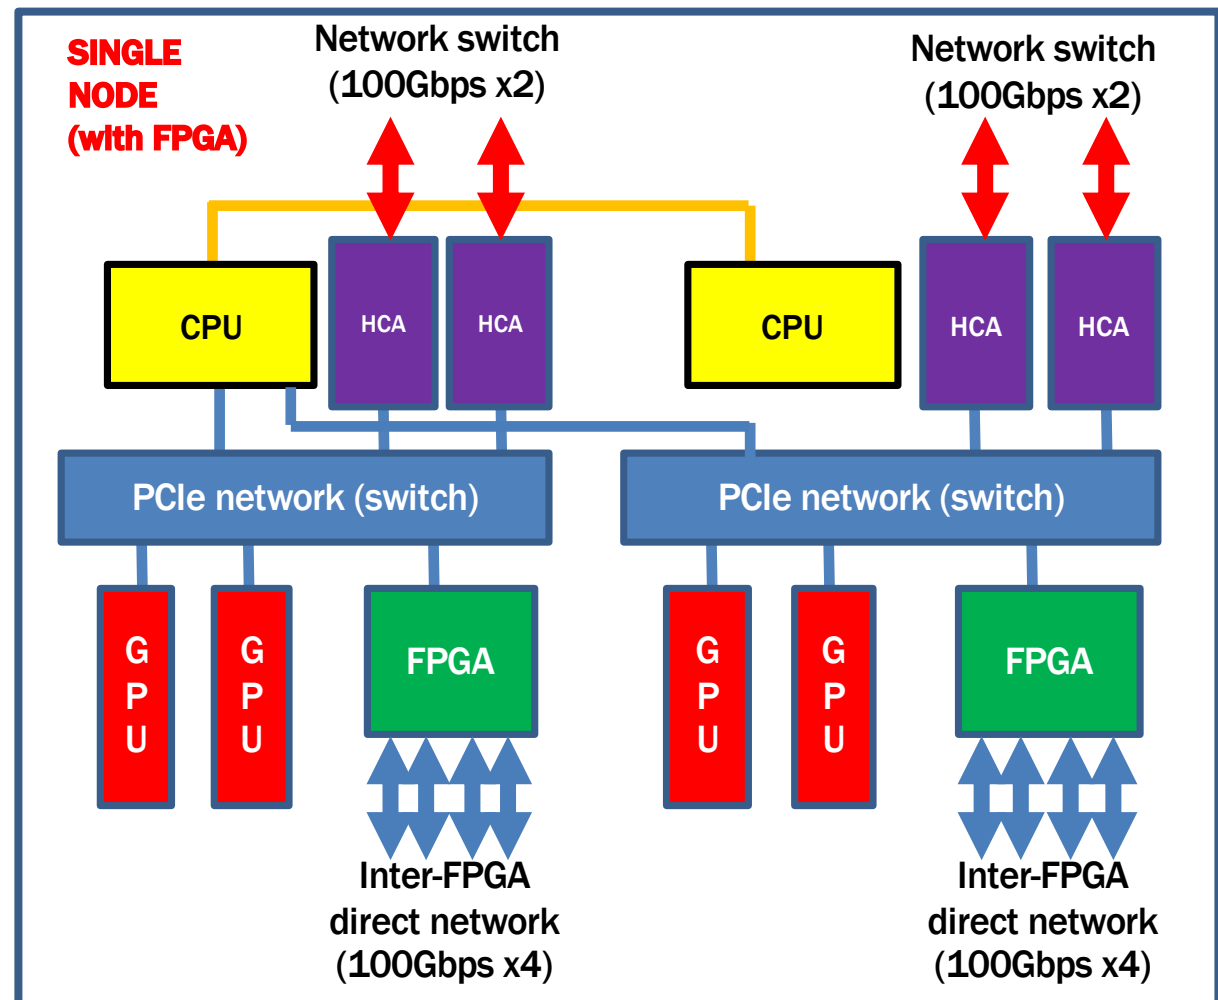 SINGLE
NODE
(with FPGA)
Network switch
(100Gbps x2)
Network switch
(100Gbps x2)
CPU
HCA
HCA
CPU
HCA
HCA
PCIe network (switch)
PCIe network (switch)
G
P
U
G
P
U
FPGA
G
P
U
G
P
U
FPGA
Inter-FPGA
direct network
(100Gbps x4)
Inter-FPGA
direct network
(100Gbps x4)